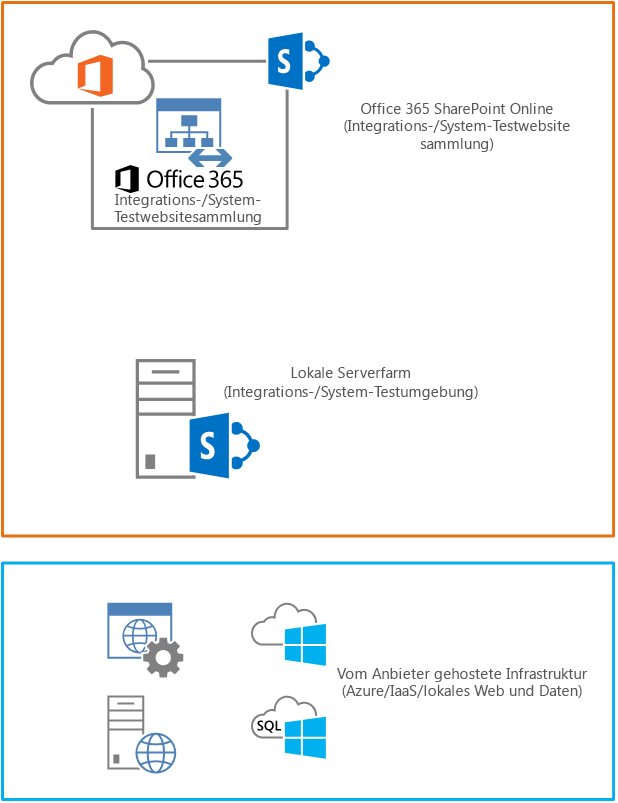 Office 365 SharePoint Online
(Integrations-/System-Testwebsite
sammlung)
Office 365
Integrations-/System-
Testwebsitesammlung
Lokale Serverfarm
(Integrations-/System-Testumgebung)
S
S
Vom Anbieter gehostete Infrastruktur
(Azure/IaaS/lokales Web und Daten)
SQL